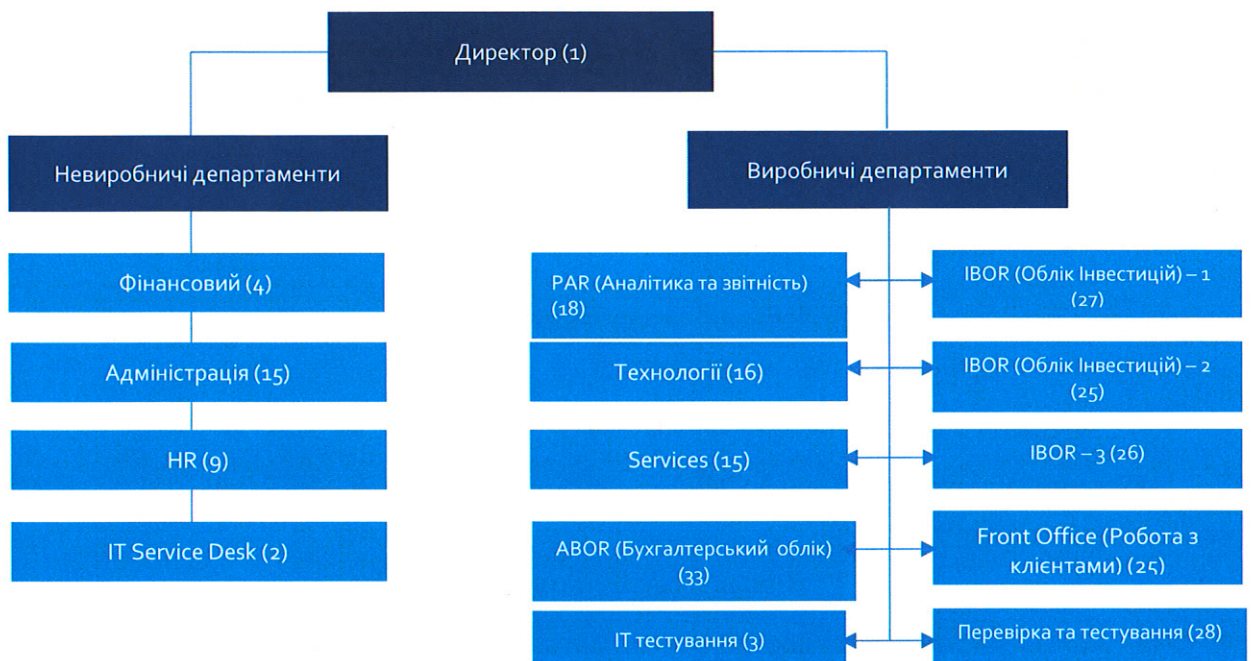 Директор (1)
Невиробничі департаменти
Виробничі департаменти
Фінансовий (4)
Адміністрація (15)
HR (9)
IT Service Desk (2)
PAR (Аналітика та звітність)
(18)
IBOR (Облік Інвестицій) – 1
(27)
Технології (16)
IBOR (Облік Інвестицій) – 2
(25)
Services (15)
IBOR – 3 (26)
ABOR (Бухгалтерський облік)
(33)
Front Office (Робота з
клієнтами) (25)
IT тестування (3)
Перевірка та тестування (28)